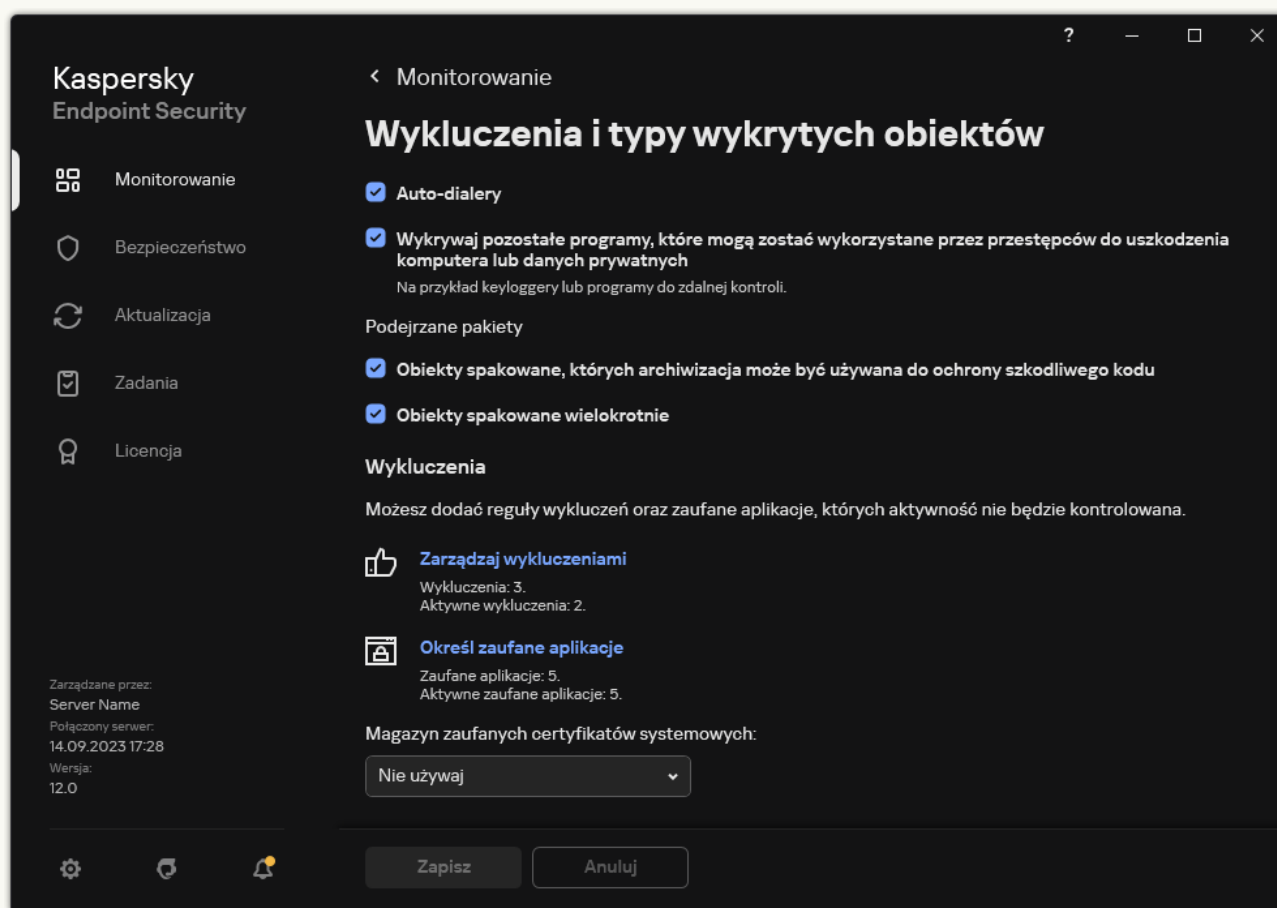 ?
Kaspersky
Endpoint Security
Monitorowanie
Bezpieczeństwo
Aktualizacja
Zadania
Licencja
Zarządzane przez:
Server Name
Połączony serwer:
14.09.2023 17:28
Wersja:
12.0
Monitorowanie
Wykluczenia i typy wykrytych obiektów
Auto-dialery
Wykrywaj pozostałe programy, które mogą zostać wykorzystane przez przestępców do uszkodzenia
komputera lub danych prywatnych
Na przykład keyloggery lub programy do zdalnej kontroli.
Podejrzane pakiety
Obiekty spakowane, których archiwizacja może być używana do ochrony szkodliwego kodu
Obiekty spakowane wielokrotnie
Wykluczenia
Możesz dodać reguły wykluczeń oraz zaufane aplikacje, których aktywność nie będzie kontrolowana.
Zarządzaj wykluczeniami
Wykluczenia: 3.
Aktywne wykluczenia: 2.
Określ zaufane aplikacje
Zaufane aplikacje: 5.
Aktywne zaufane aplikacje: 5.
Magazyn zaufanych certyfikatów systemowych:
Nie używaj
Zapisz
Anuluj